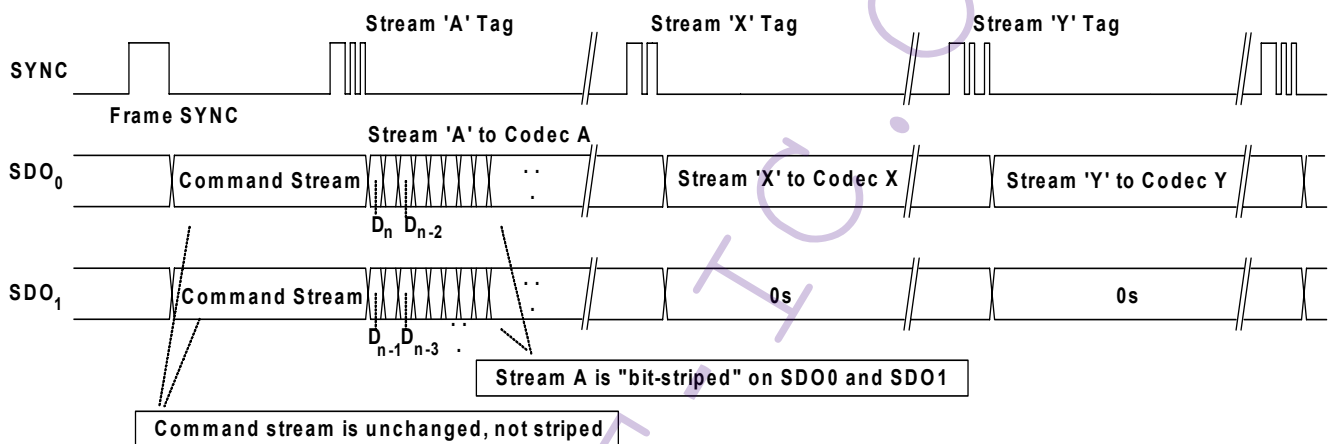 Stream 'A' Tag
Stream 'X' Tag
Stream 'Y' Tag
SYNC
Frame SYNC
Stream 'A' to Codec A
SDO0
Command Stream
. .
.
Stream 'X' to Codec X
Stream 'Y' to Codec Y
Dn Dn-2
SDO1
Command Stream
. .
.
0s
0s
Dn-1 Dn-3
. .
.
Stream A is "bit-striped" on SDO0 and SDO1
Command stream is unchanged, not striped